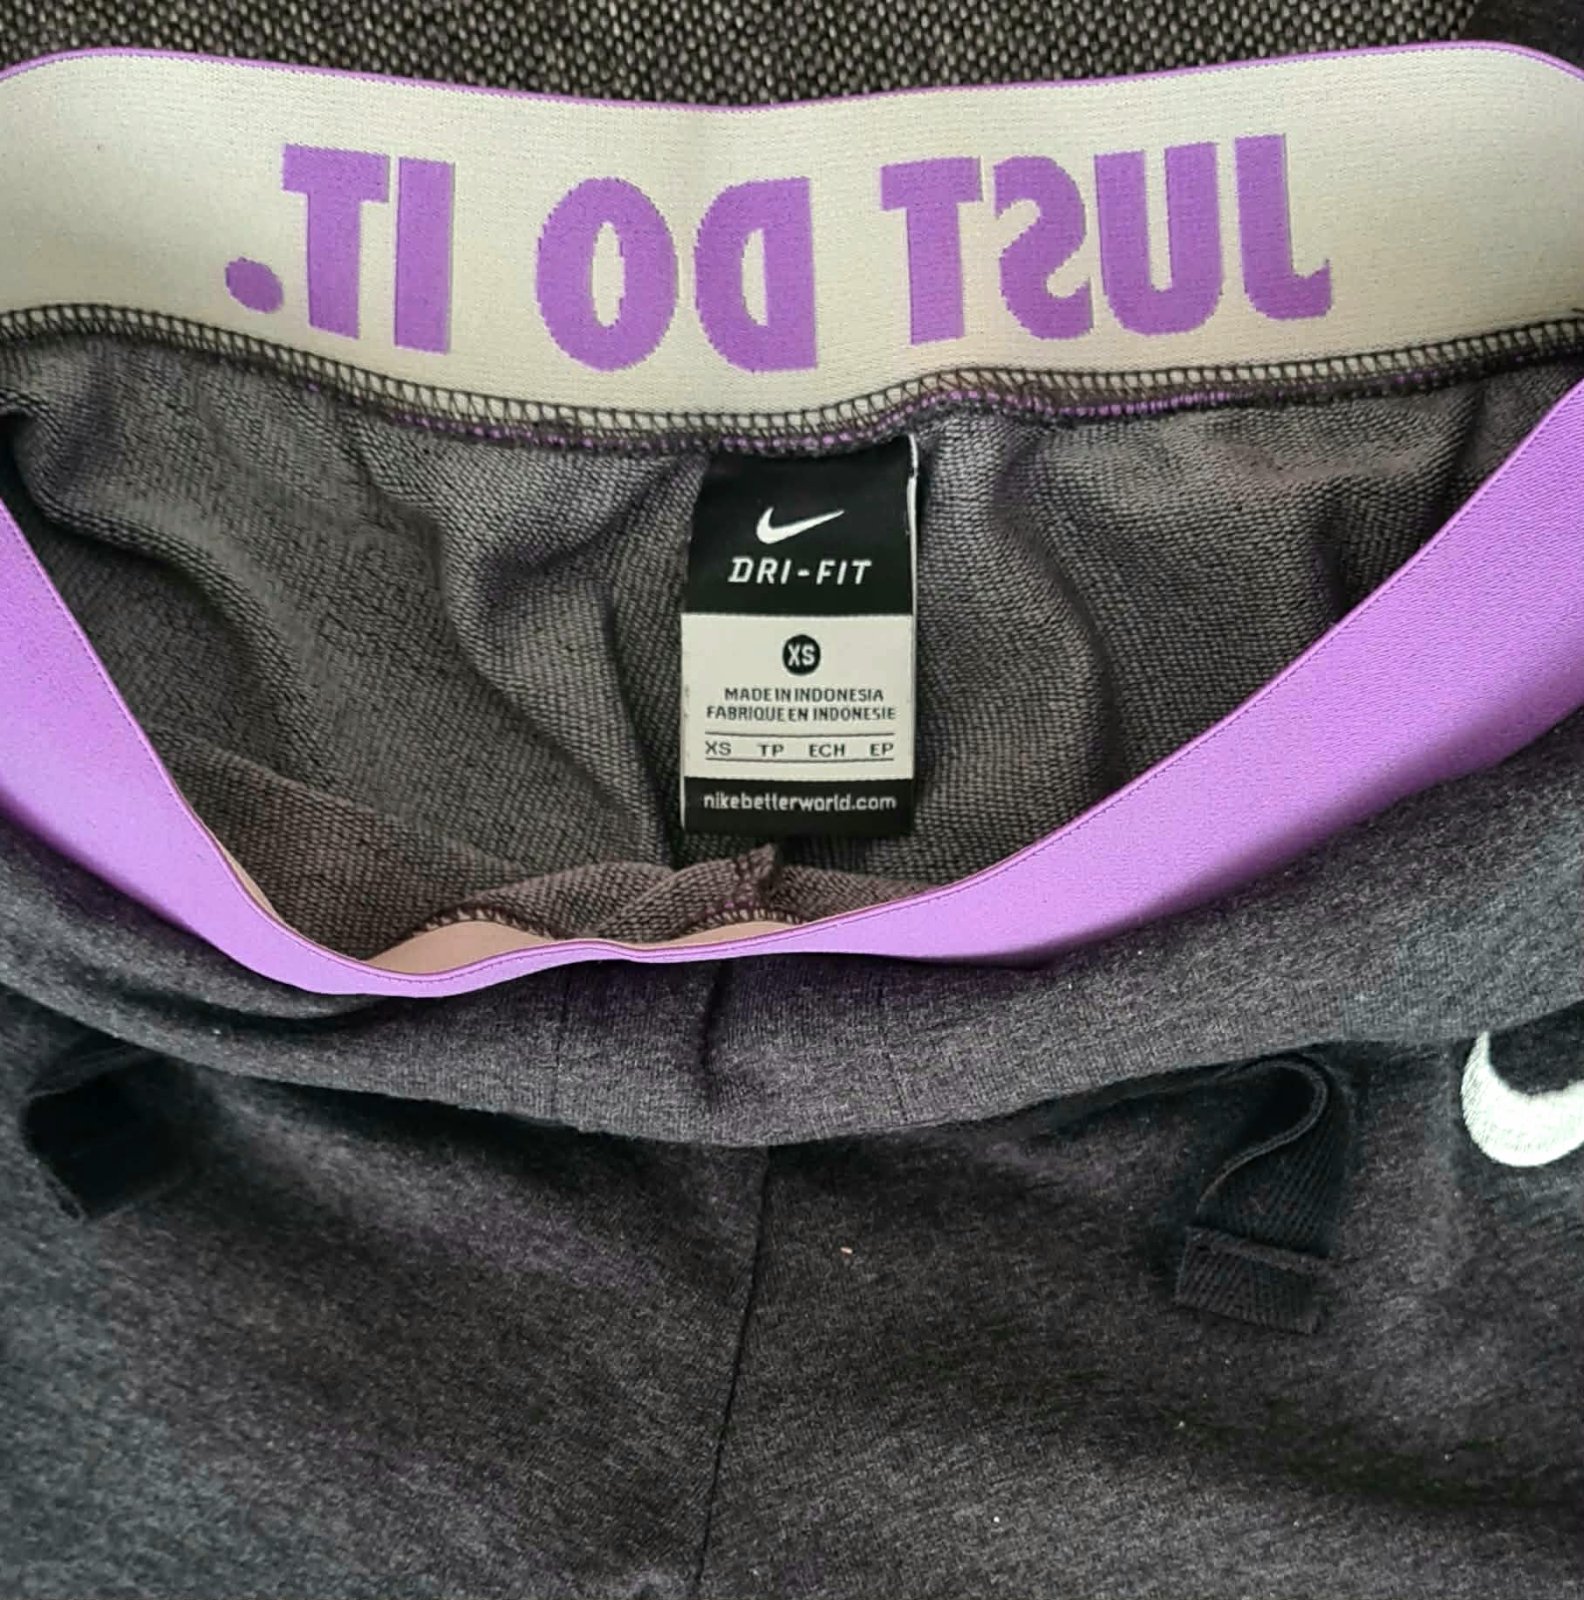 JUST DO IT.
DRI-FIT
XS
MADE IN INDONESIA
FABRIQUE EN INDONESIE
XS TP ECH EP
nikebetterworld.com